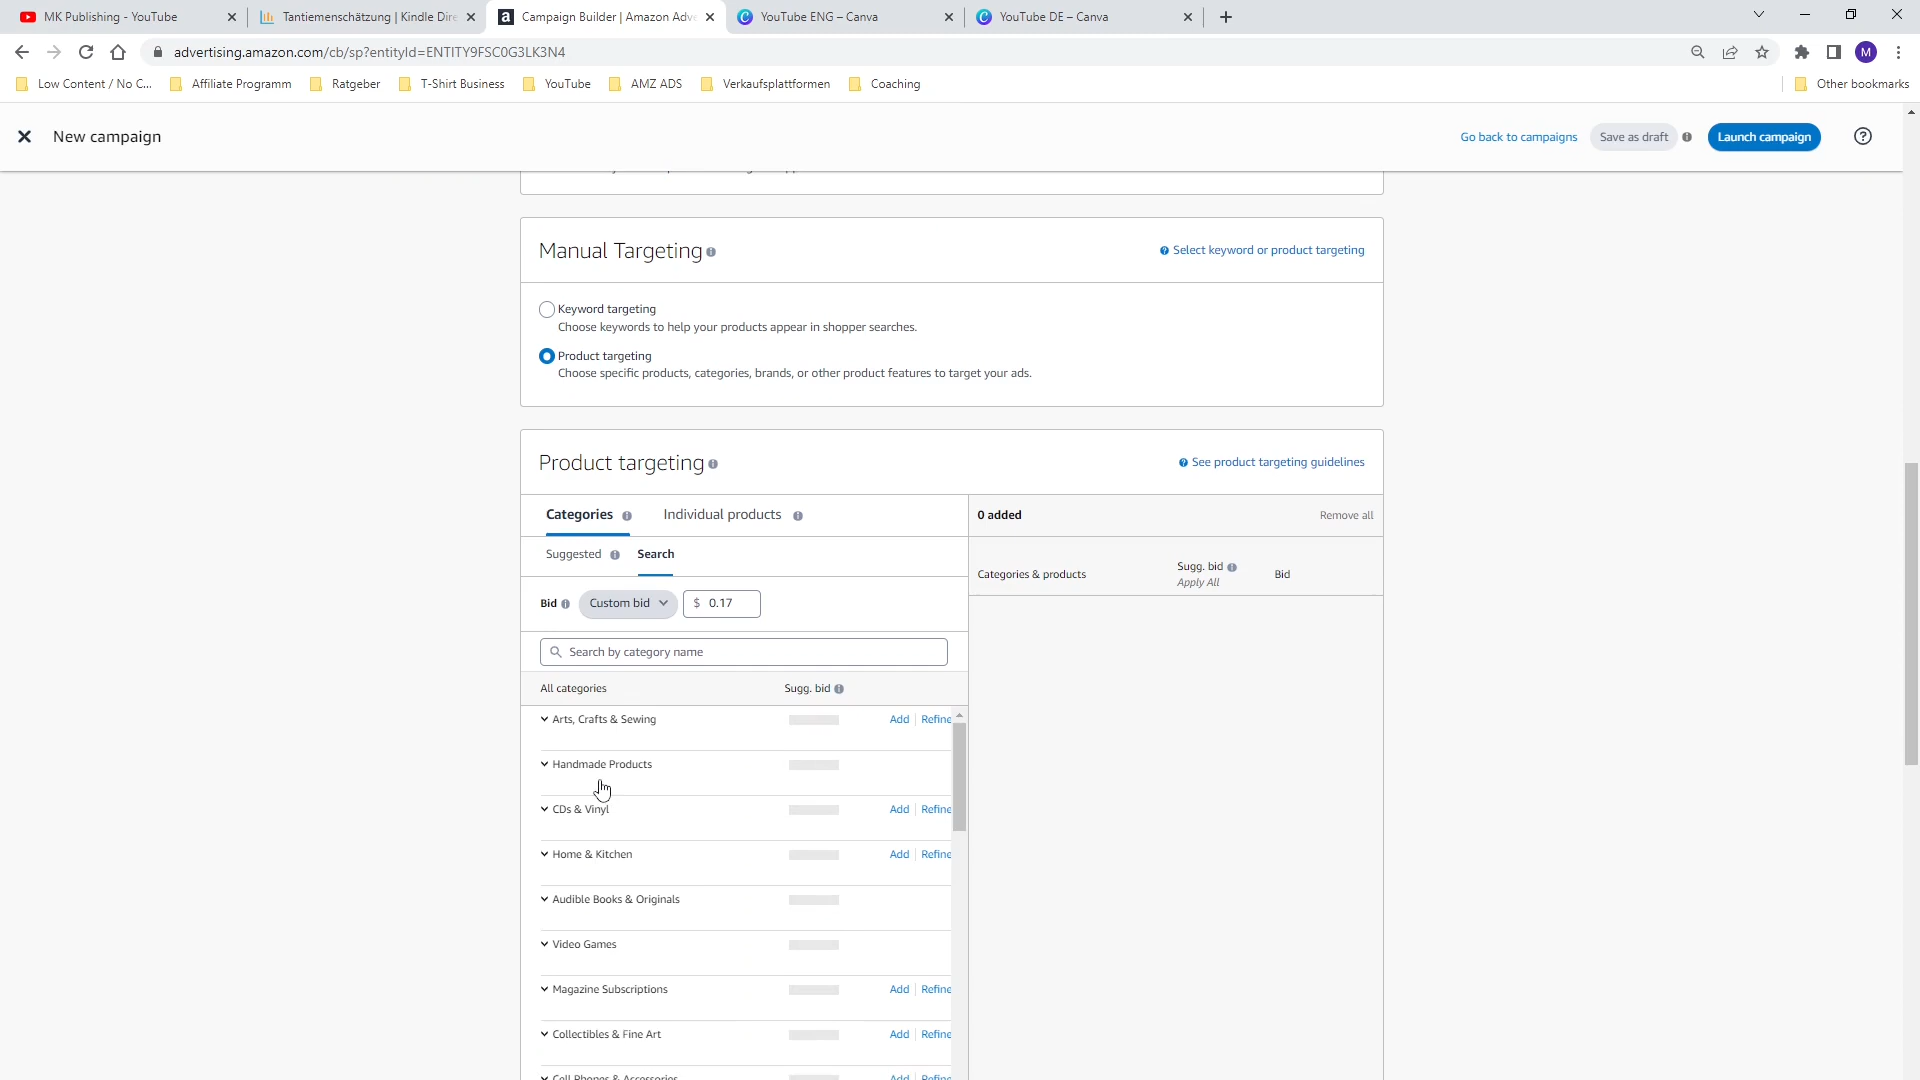 MK Publishing - YouTube
Tantiemenschätzung | Kindle Dire
Campaign Builder | Amazon Adve
YouTube ENG – Canva
YouTube DE – Canva
advertising.amazon.com/cb/sp?entityId=ENTITY9FSC0G3LK3N4
M
Low Content / No C...
Affiliate Programm
Ratgeber
T-Shirt Business
YouTube
AMZ ADS
Verkaufsplattformen
Coaching
Other bookmarks
New campaign
Go back to campaigns
Save as draft
Launch campaign
Manual Targeting
Select keyword or product targeting
Keyword targeting
Choose keywords to help your products appear in shopper searches.
Product targeting
Choose specific products, categories, brands, or other product features to target your ads.
Product targeting
See product targeting guidelines
Categories
Individual products
0 added
Remove all
Suggested
Search
Categories & products
Sugg. bid
Apply All
Bid
Bid
Custom bid
$ 0.17
Search by category name
All categories
Sugg. bid
Arts, Crafts & Sewing
Add
Refine
Handmade Products
CDs & Vinyl
Add
Refine
Home & Kitchen
Add
Refine
Audible Books & Originals
Video Games
Magazine Subscriptions
Add
Refine
Collectibles & Fine Art
Add
Refine
Cell Phones & Accessories
Add
Refine